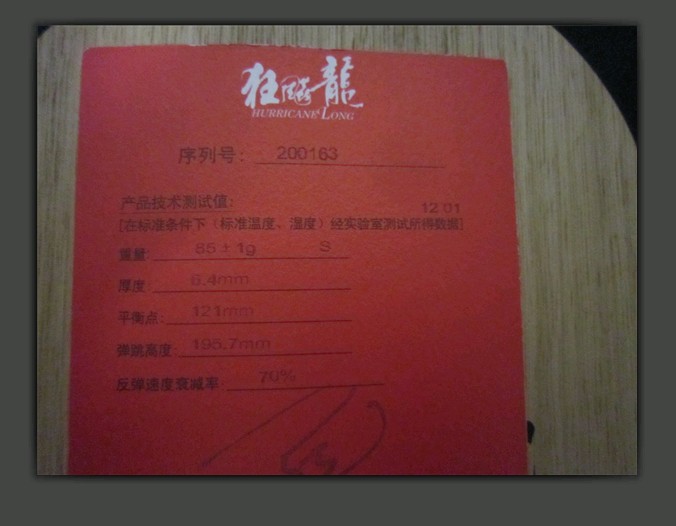 狂飚龍
HURRICANE LONG
序列号: 200163
产品技术测试值:
12.01
[在标准条件下（标准温度、湿度）经实验室测试所得数据]
重量: 85±1g S
厚度: 6.4mm
平衡点: 121mm
弹跳高度: 195.7mm
反弹速度衰减率: 70%